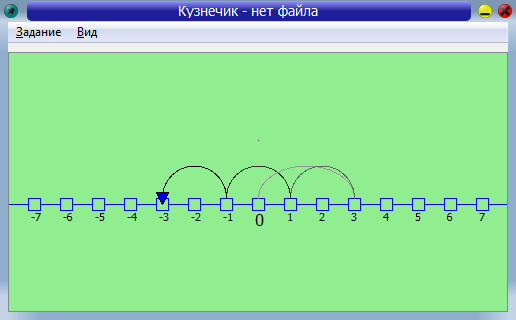 Кузнечик - нет файла
Задание Вид
-7 -6 -5 -4 -3 -2 -1 0 1 2 3 4 5 6 7